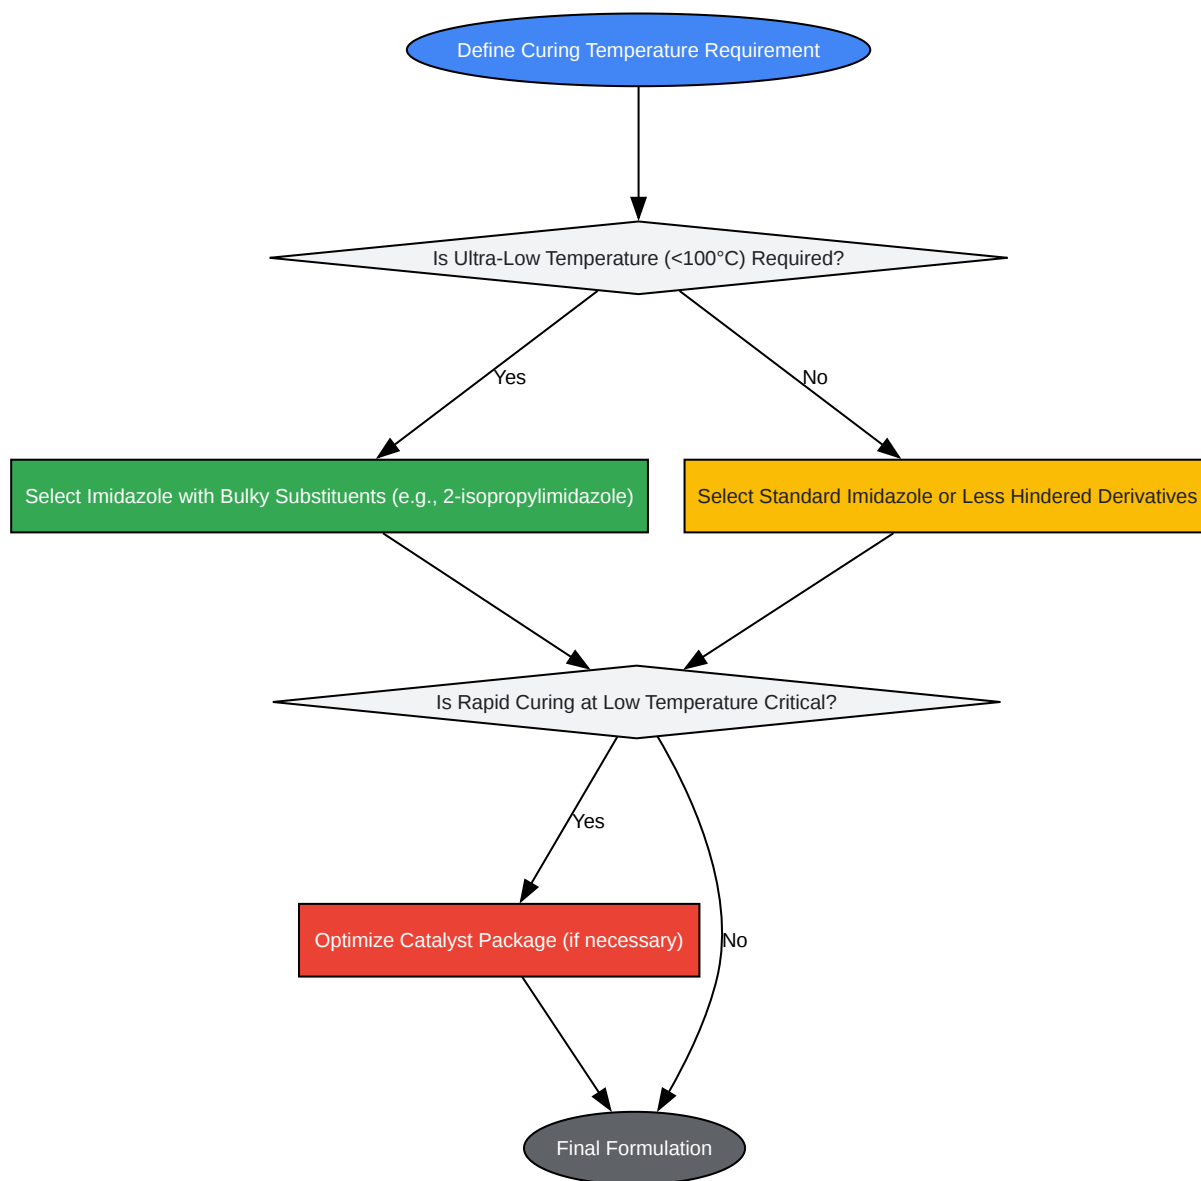 Define Curing Temperature Requirement
Is Ultra-Low Temperature (<100°C) Required?
Yes
No
Select Imidazole with Bulky Substituents (e.g., 2-isopropylimidazole)
Select Standard Imidazole or Less Hindered Derivatives
Is Rapid Curing at Low Temperature Critical?
Yes
Optimize Catalyst Package (if necessary)
No
Final Formulation